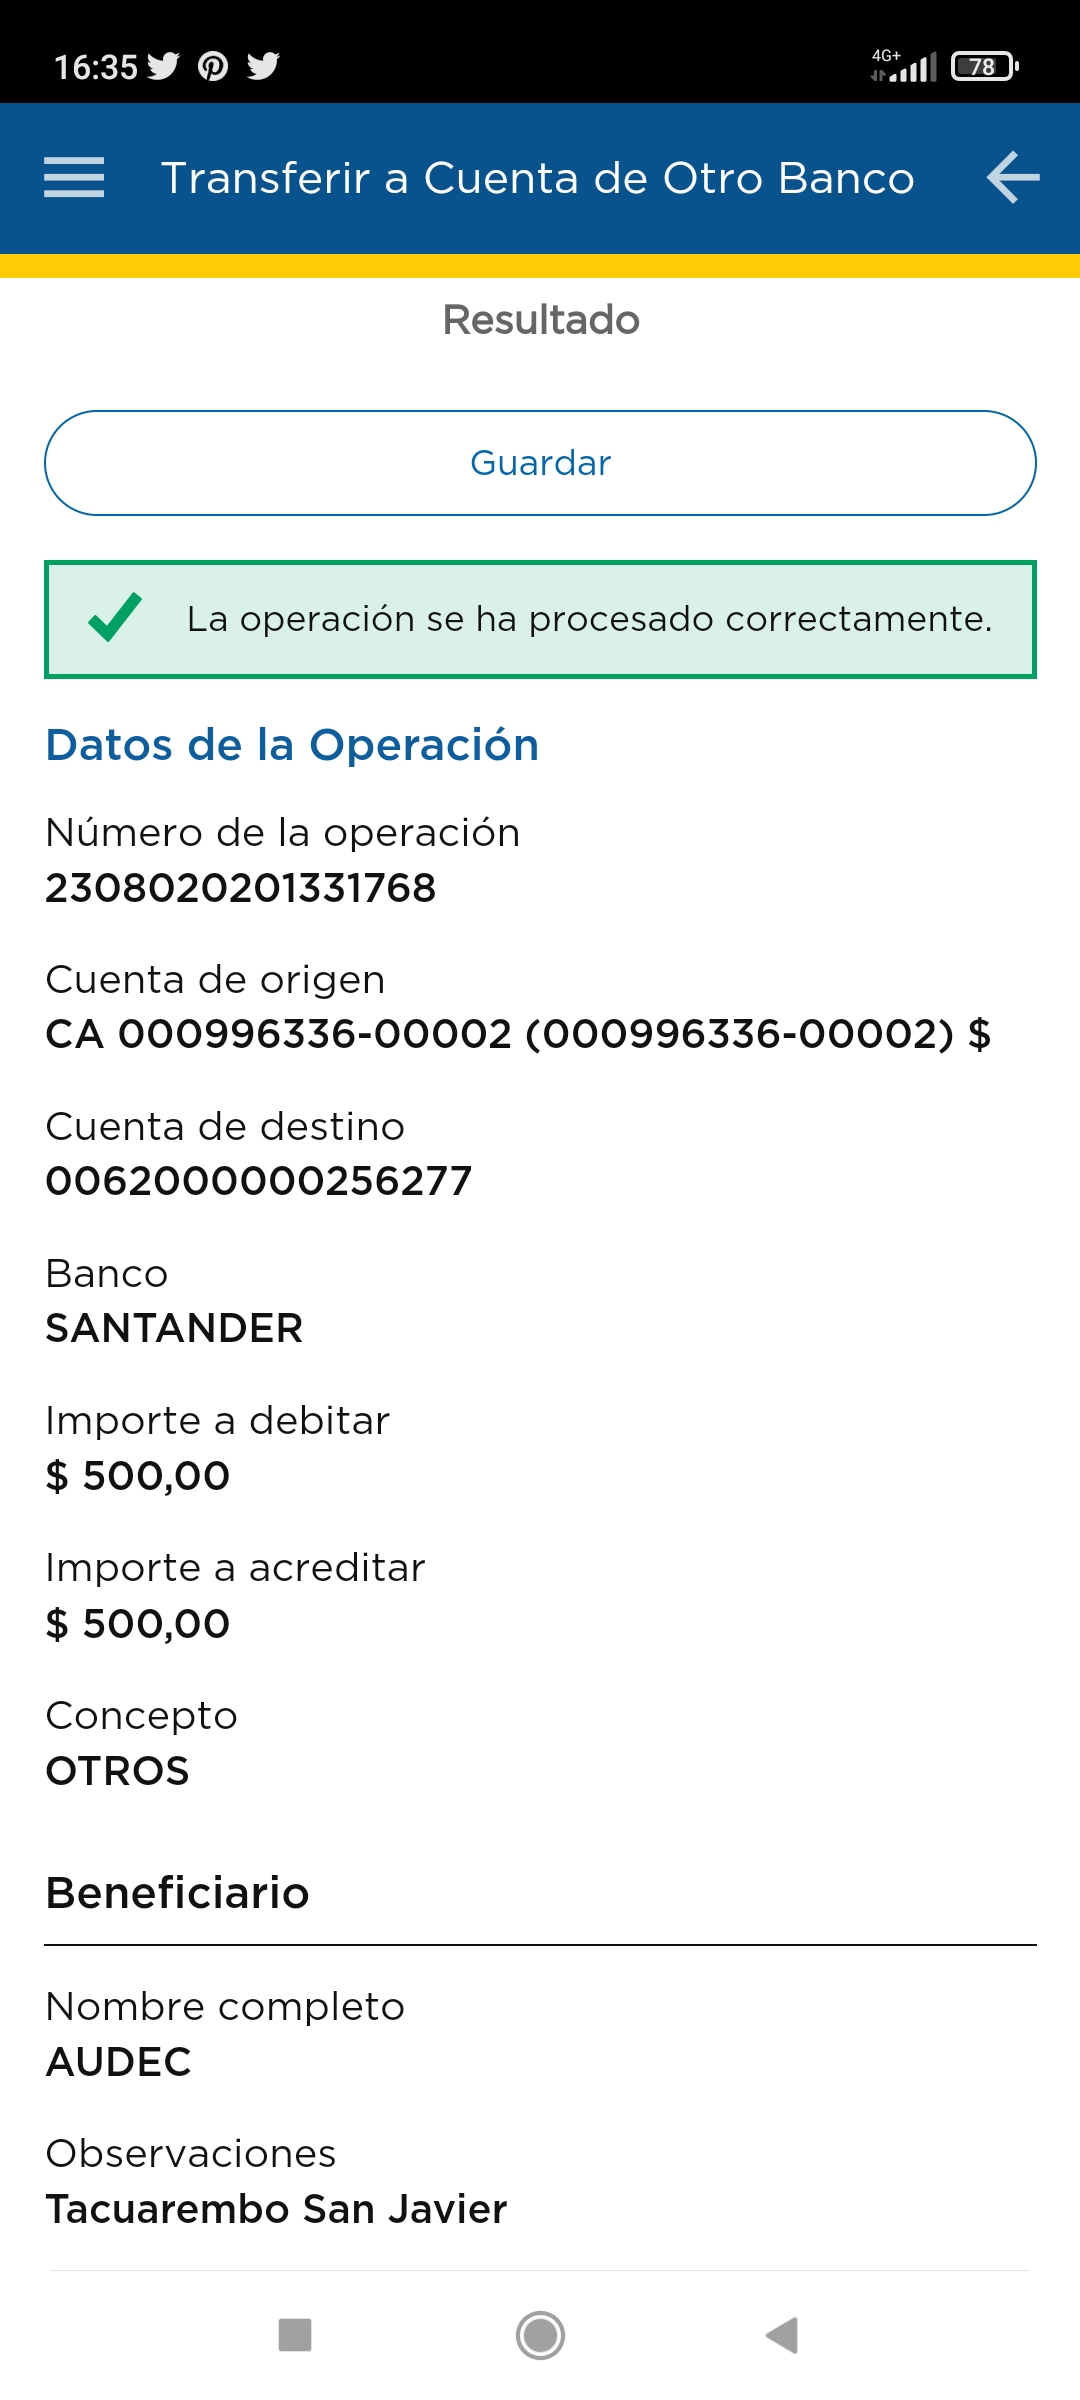 16:35
4G+
78
Transferir a Cuenta de Otro Banco
Resultado
Guardar
La operación se ha procesado correctamente.
Datos de la Operación
Número de la operación
2308020201331768
Cuenta de origen
CA 000996336-00002 (000996336-00002) $
Cuenta de destino
0062000000256277
Banco
SANTANDER
Importe a debitar
$ 500,00
Importe a acreditar
$ 500,00
Concepto
OTROS
Beneficiario
Nombre completo
AUDEC
Observaciones
Tacuarembo San Javier